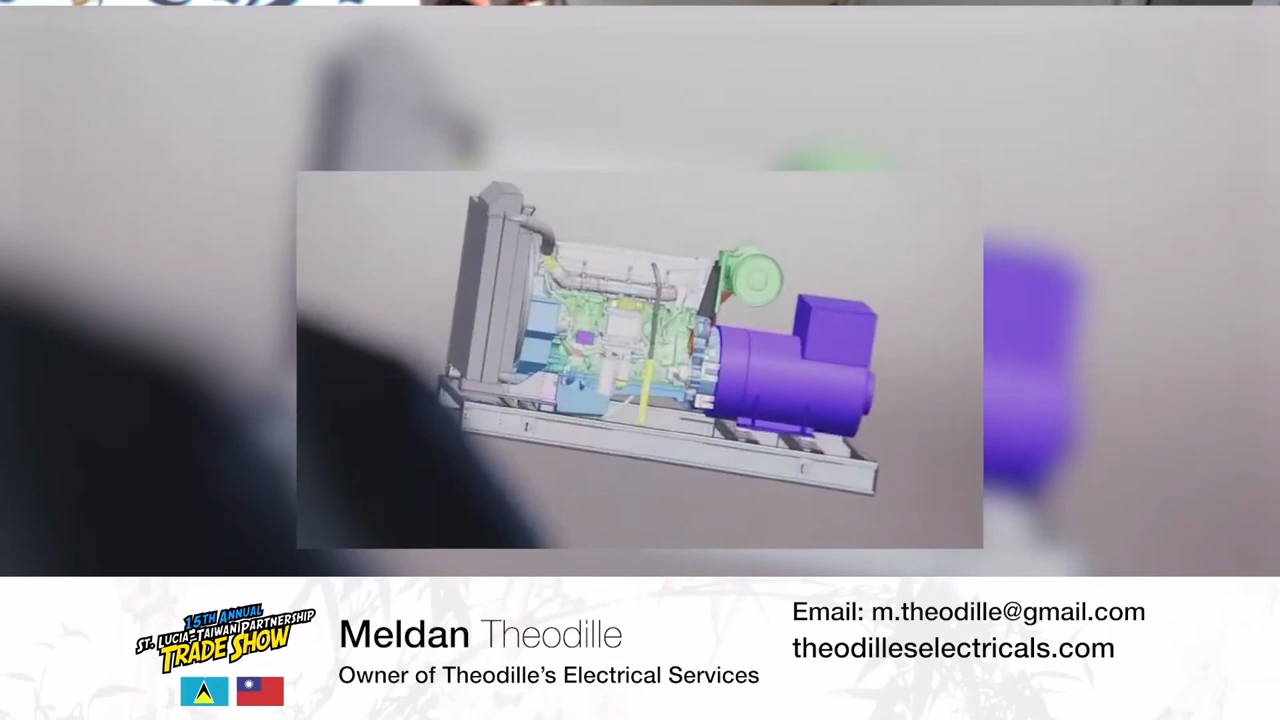 15TH ANNUAL
ST. LUCIA-TAIWAN PARTNERSHIP
TRADE SHOW
Meldan Theodille
Owner of Theodille's Electrical Services
Email: m.theodille@gmail.com
theodilleselectricals.com